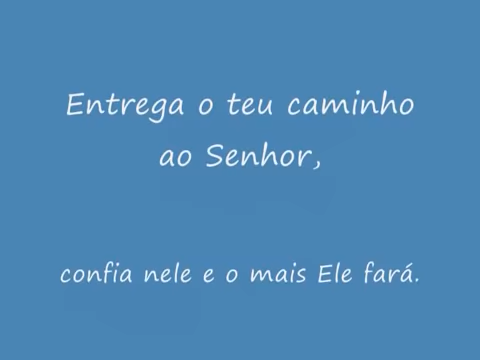 Entrega o teu caminho
ao Senhor,
confia nele e o mais Ele fará.